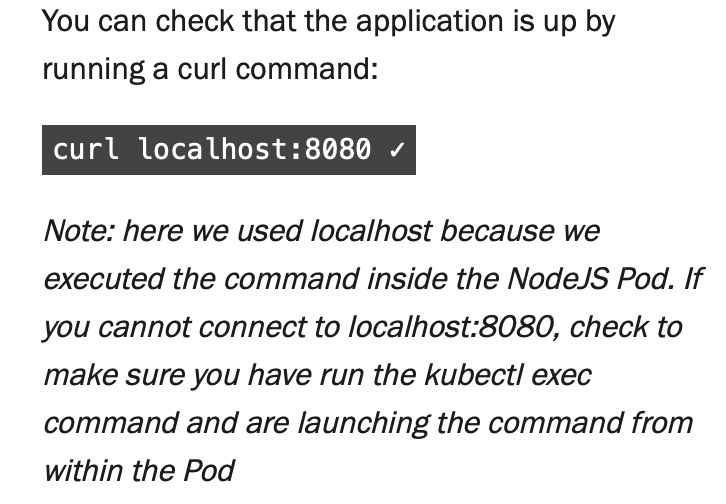 You can check that the application is up by
running a curl command:
curl localhost:8080 ✓
Note: here we used localhost because we
executed the command inside the NodeJS Pod. If
you cannot connect to localhost:8080, check to
make sure you have run the kubectl exec
command and are launching the command from
within the Pod